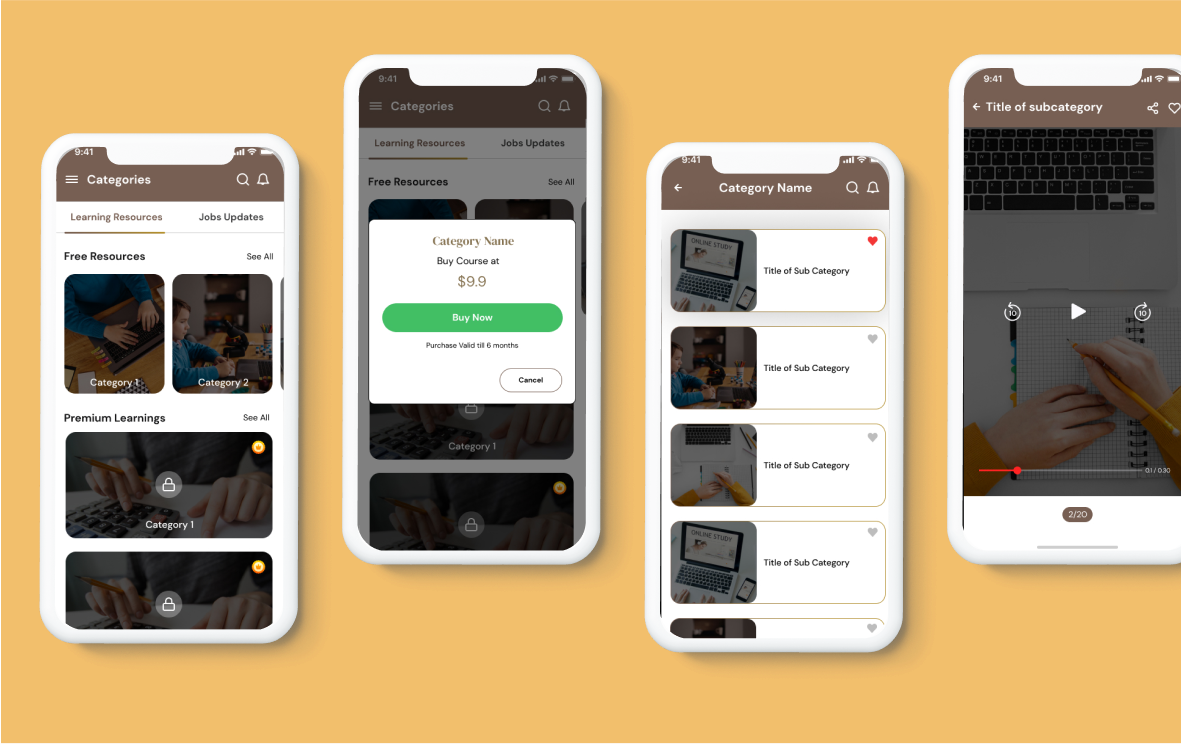 9:41
Categories
Learning Resources Jobs Updates
Free Resources See All
Category 1 Category 2
Premium Learnings See All
Category 1
9:41
Categories
Learning Resources Jobs Updates
Free Resources See All
Category Name
Buy Course at
$9.9
Buy Now
Purchase Valid till 6 months
Cancel
Category 1
9:41
Category Name
ONLINE STUDY
Title of Sub Category
Title of Sub Category
Title of Sub Category
ONLINE STUDY
Title of Sub Category
9:41
Title of subcategory
10 10
0:1 / 0:30
2/20